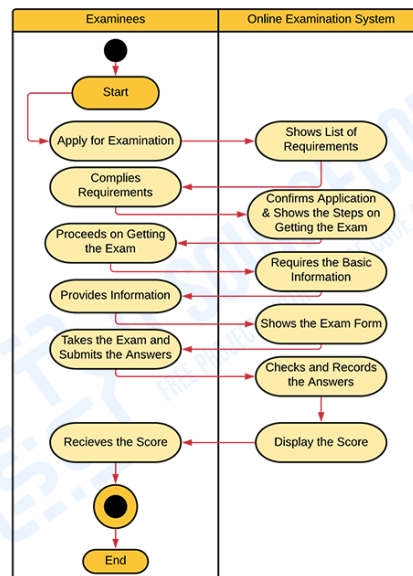 Examinees
Online Examination System
Start
Apply for Examination
Shows List of
Requirements
Complies
Requirements
Confirms Application
& Shows the Steps on
Getting the Exam
Proceeds on Getting
the Exam
Requires the Basic
Information
Provides Information
Shows the Exam Form
Takes the Exam and
Submits the Answers
Checks and Records
the Answers
Display the Score
Recieves the Score
End